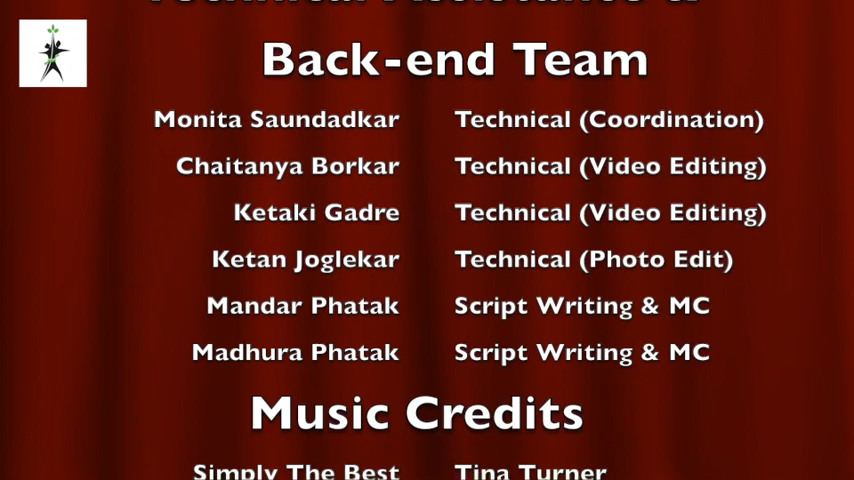 Technical Assistance &
Back-end Team
Monita Saundadkar Technical (Coordination)
Chaitanya Borkar Technical (Video Editing)
Ketaki Gadre Technical (Video Editing)
Ketan Joglekar Technical (Photo Edit)
Mandar Phatak Script Writing & MC
Madhura Phatak Script Writing & MC
Music Credits
Simply The Best Tina Turner